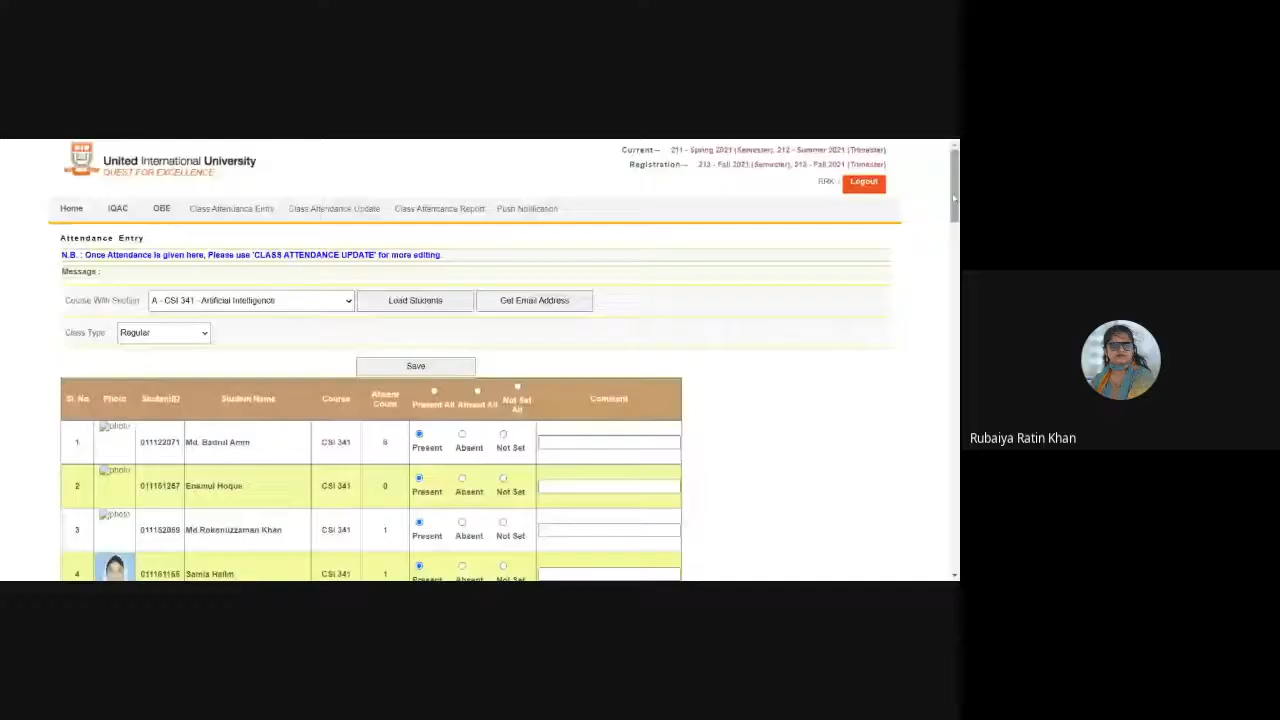 United International University
QUEST FOR EXCELLENCE
Current--- 211 - Spring 2021 (Semester), 212 - Summer 2021 (Trimester)
Registration--- 213 - Fall 2021 (Semester), 213 - Fall 2021 (Trimester)
RRK : Logout
Home IQAC OBE Class Attendance Entry Class Attendance Update Class Attendance Report Push Notification
Attendance Entry
N.B. : Once Attendance is given here, Please use 'CLASS ATTENDANCE UPDATE' for more editing.
Message :
Course With Section A - CSI 341 - Artificial Intelligence Load Students Get Email Address
Class Type Regular
Save
Sl. No. Photo StudentID Student Name Course Absent Count Present All Absent All Not Set All Comment
1 photo 011122071 Md. Badrul Amin CSI 341 Present Absent Not Set
2 photo Enamul Hoque CSI 341 0 Present Absent Not Set
3 photo Md.Rokonuzzaman Khan CSI 341 1 Present Absent Not Set
4 Samia Halim CSI 341 1 Present Absent Not Set
Rubaiya Ratin Khan